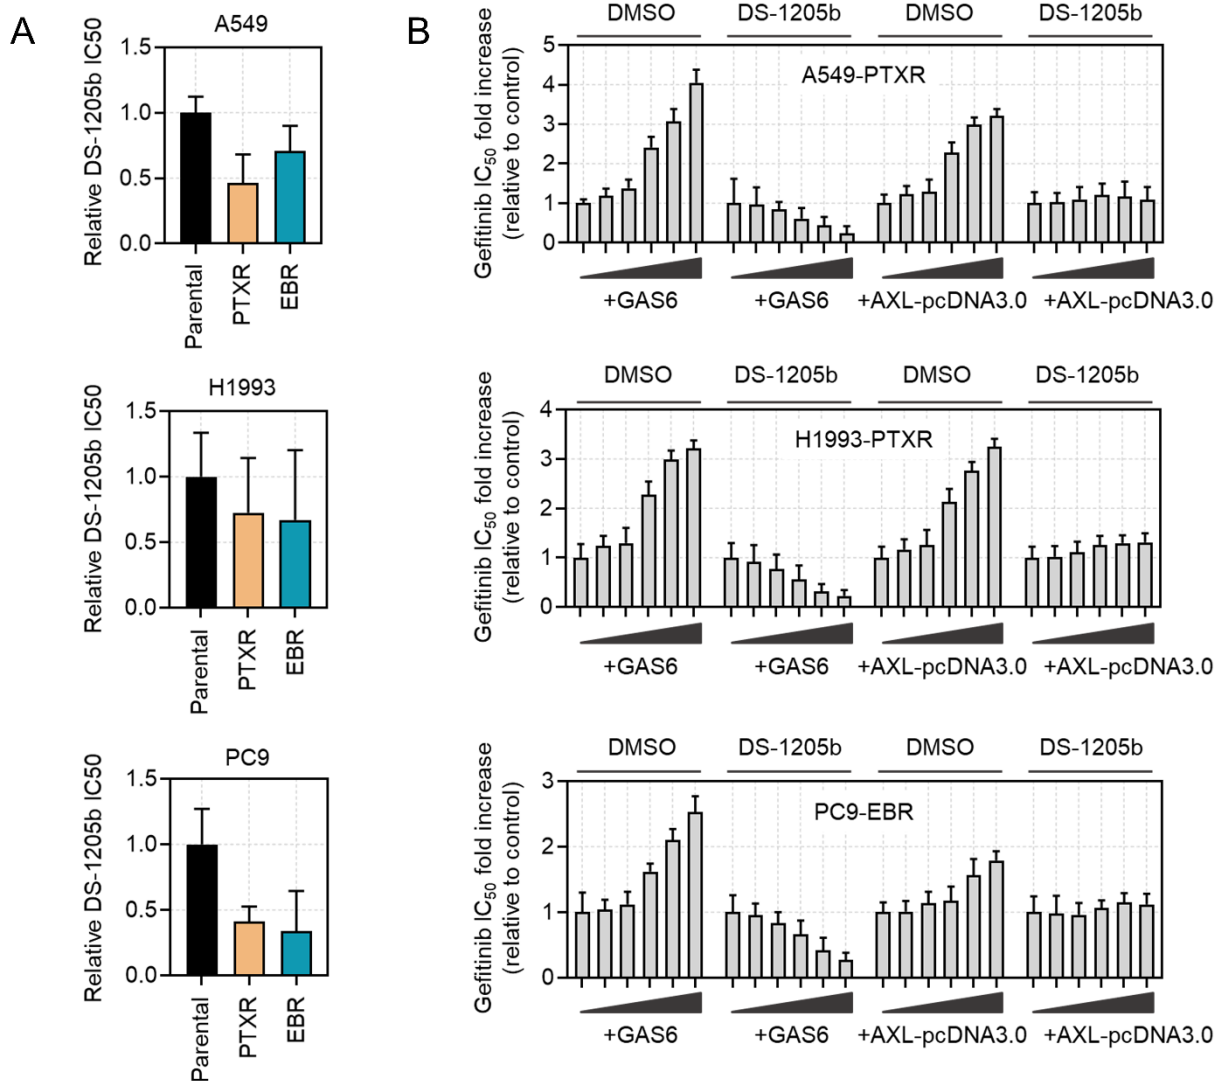 A
A549
Relative DS-1205b IC50
1.5
1.0
0.5
0.0
Parental
PTXR
EBR
H1993
Relative DS-1205b IC50
1.5
1.0
0.5
0.0
Parental
PTXR
EBR
PC9
Relative DS-1205b IC50
1.5
1.0
0.5
0.0
Parental
PTXR
EBR
B
DMSO
DS-1205b
DMSO
DS-1205b
Gefitinib IC50 fold increase
(relative to control)
5
4
3
2
1
0
A549-PTXR
+GAS6
+GAS6
+AXL-pcDNA3.0
+AXL-pcDNA3.0
DMSO
DS-1205b
DMSO
DS-1205b
Gefitinib IC50 fold increase
(relative to control)
4
3
2
1
0
H1993-PTXR
+GAS6
+GAS6
+AXL-pcDNA3.0
+AXL-pcDNA3.0
DMSO
DS-1205b
DMSO
DS-1205b
Gefitinib IC50 fold increase
(relative to control)
3
2
1
0
PC9-EBR
+GAS6
+GAS6
+AXL-pcDNA3.0
+AXL-pcDNA3.0